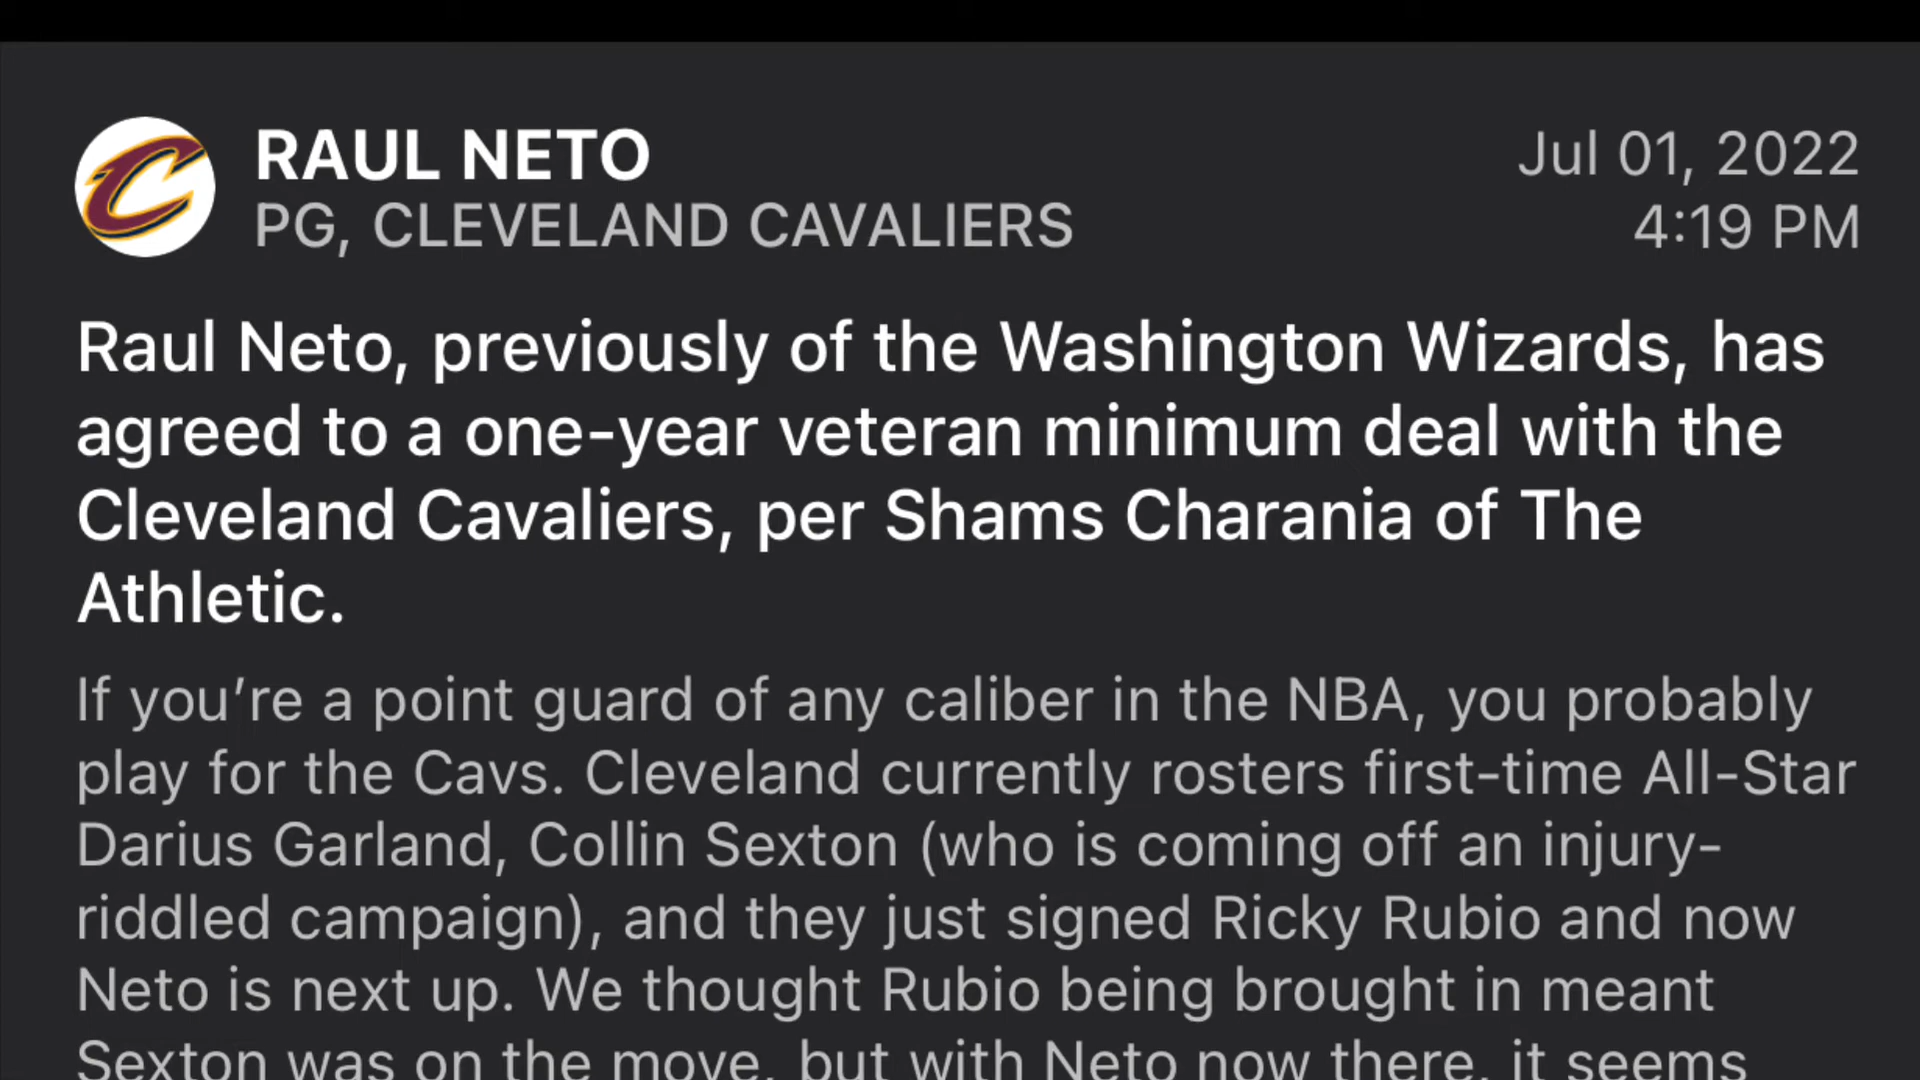 RAUL NETO
PG, CLEVELAND CAVALIERS
Jul 01, 2022
4:19 PM
Raul Neto, previously of the Washington Wizards, has
agreed to a one-year veteran minimum deal with the
Cleveland Cavaliers, per Shams Charania of The
Athletic.
If you’re a point guard of any caliber in the NBA, you probably
play for the Cavs. Cleveland currently rosters first-time All-Star
Darius Garland, Collin Sexton (who is coming off an injury-
riddled campaign), and they just signed Ricky Rubio and now
Neto is next up. We thought Rubio being brought in meant
Sexton was on the move, but with Neto now there, it seems